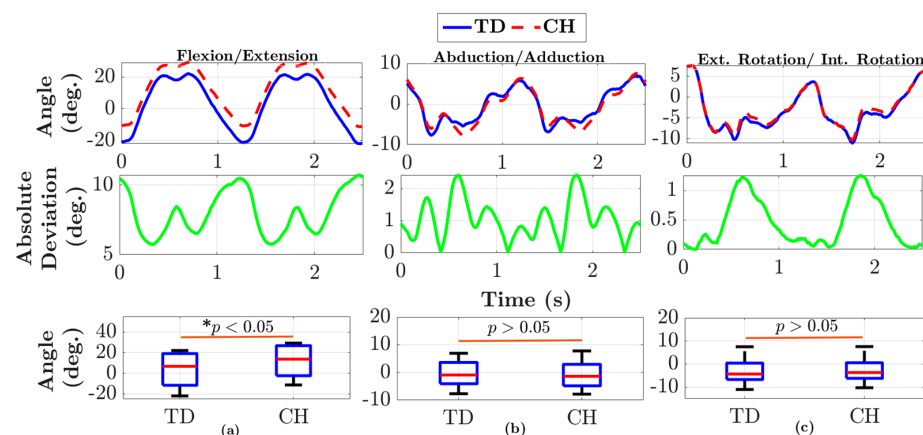 TD CH
Flexion/Extension
Abduction/Adduction
Ext. Rotation/ Int. Rotation
Angle
(deg.)
20
0
-20
0 1 2
10
5
0
-5
-10
0 1 2
5
0
-5
-10
0 1 2
Absolute
Deviation
(deg.)
10
5
0 1 2
2
1
0
0 1 2
1
0.5
0
0 1 2
Time (s)
Angle
(deg.)
40
20
0
-20
*p < 0.05
TD CH
(a)
20
10
0
-10
p > 0.05
TD CH
(b)
20
10
0
-10
p > 0.05
TD CH
(c)